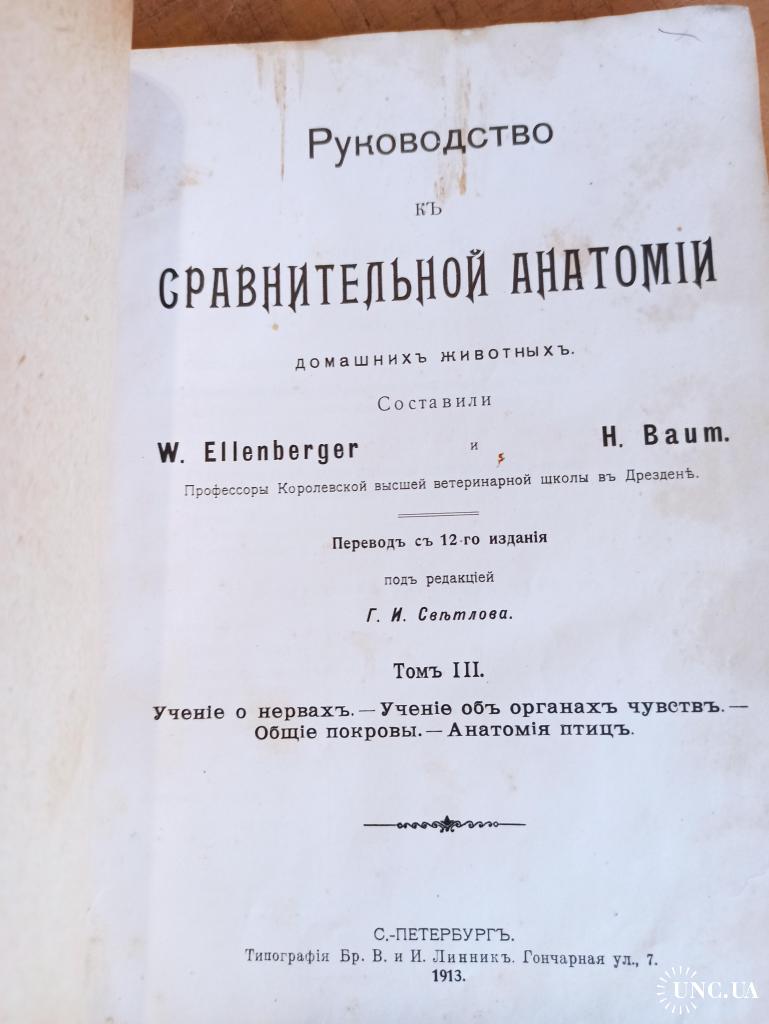 Руководство
къ
СРАВНИТЕЛЬНОЙ АНАТОМІИ
домашнихъ животныхъ.
Составили
W. Ellenberger и H. Baum.
Профессоры Королевской высшей ветеринарной школы въ Дрезденѣ.
Переводъ съ 12-го изданія
подъ редакціей
Г. И. Свѣтлова.
Томъ III.
Ученіе о нервахъ.—Ученіе объ органахъ чувствъ.—
Общіе покровы.—Анатомія птицъ.
С.-ПЕТЕРБУРГЪ.
Типографія Бр. В. и И. Линникъ. Гончарная ул., 7.
1913.
UNC.UA